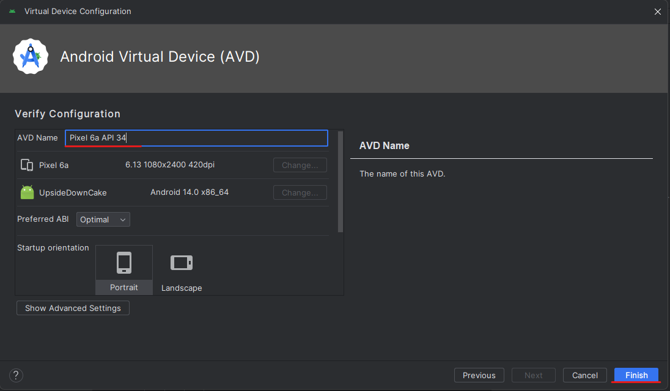 Virtual Device Configuration
Android Virtual Device (AVD)
Verify Configuration
AVD Name Pixel 6a API 34
Pixel 6a 6.13 1080x2400 420dpi Change...
UpsideDownCake Android 14.0 x86_64 Change...
Preferred ABI Optimal
Startup orientation
Portrait
Landscape
Show Advanced Settings
AVD Name
The name of this AVD.
? Previous Next Cancel Finish